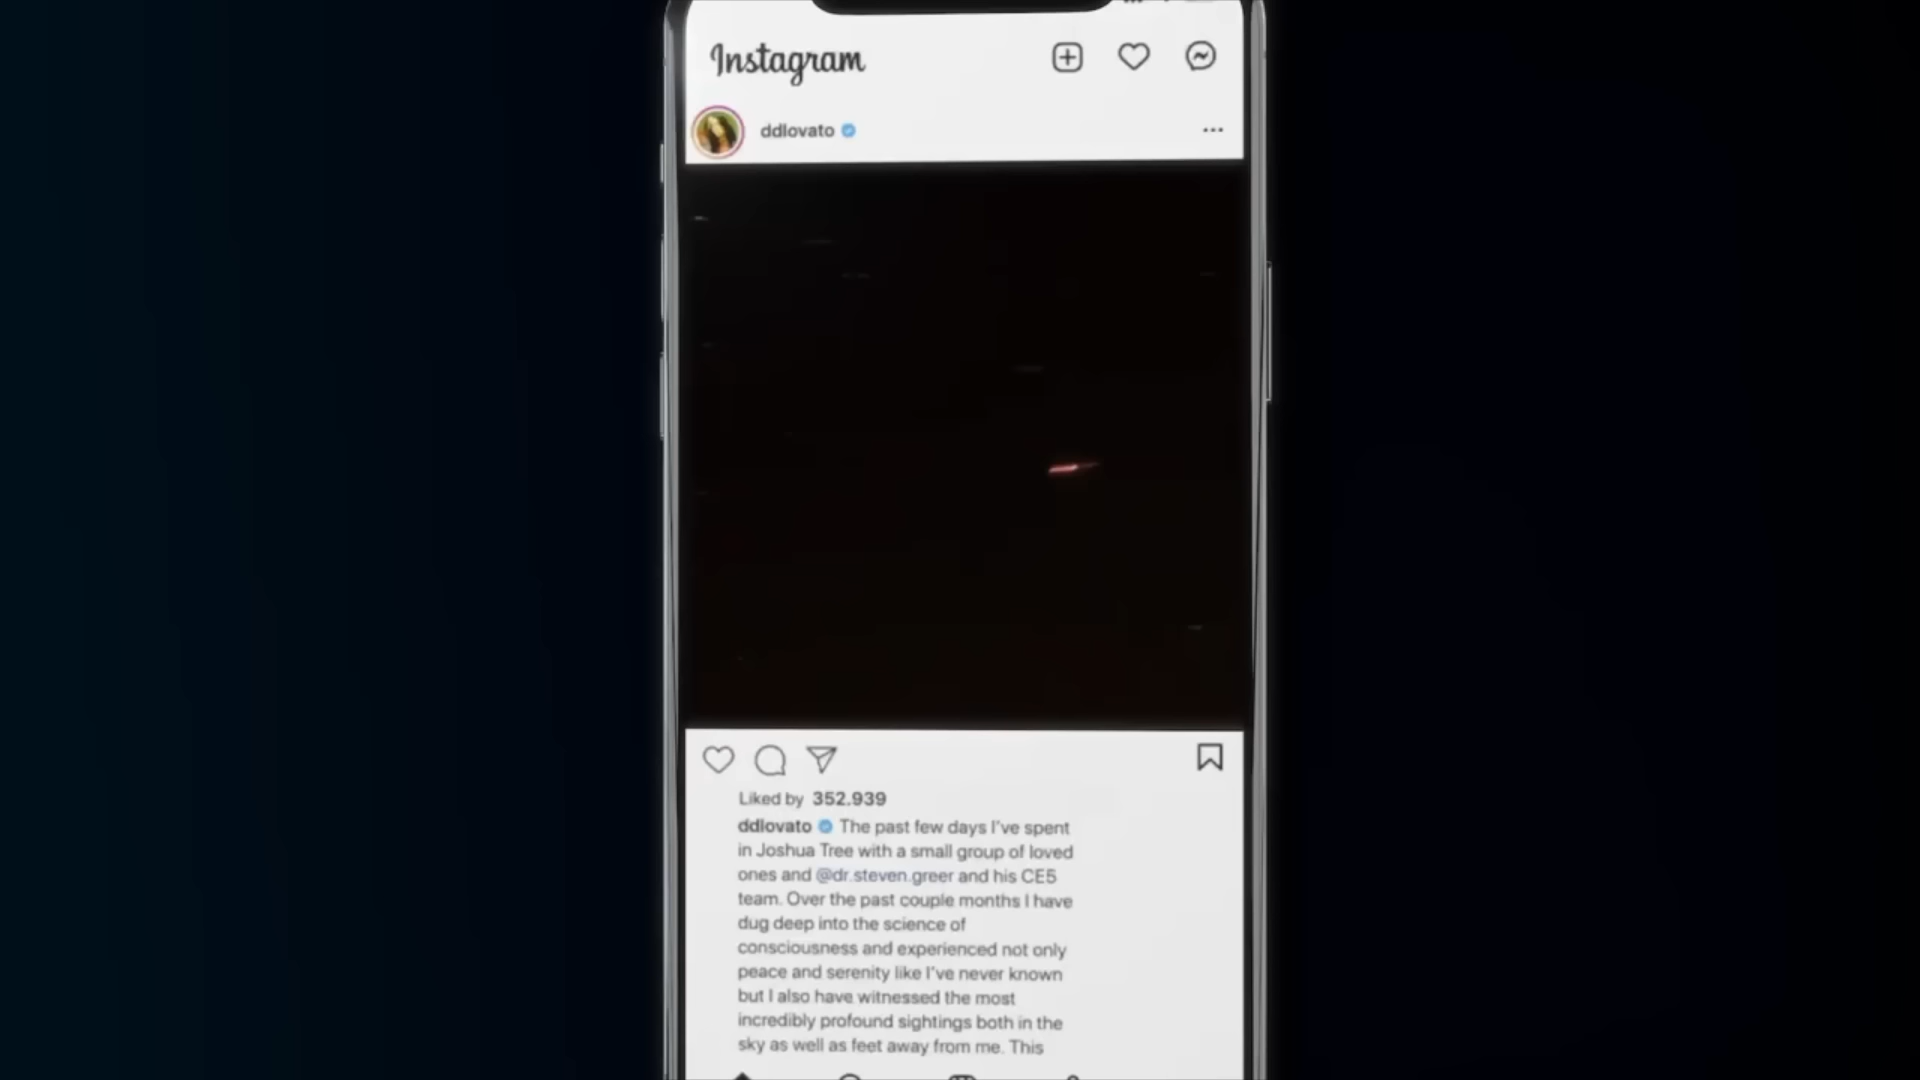 Instagram
ddlovato
Liked by 352.939
ddlovato The past few days I've spent
in Joshua Tree with a small group of loved
ones and @dr.steven.greer and his CE5
team. Over the past couple months I have
dug deep into the science of
consciousness and experienced not only
peace and serenity like I've never known
but I also have witnessed the most
incredibly profound sightings both in the
sky as well as feet away from me. This